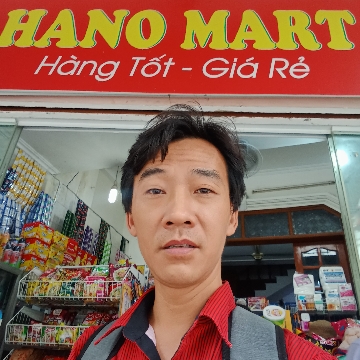 HANO MART
Hàng Tốt - Giá Rẻ